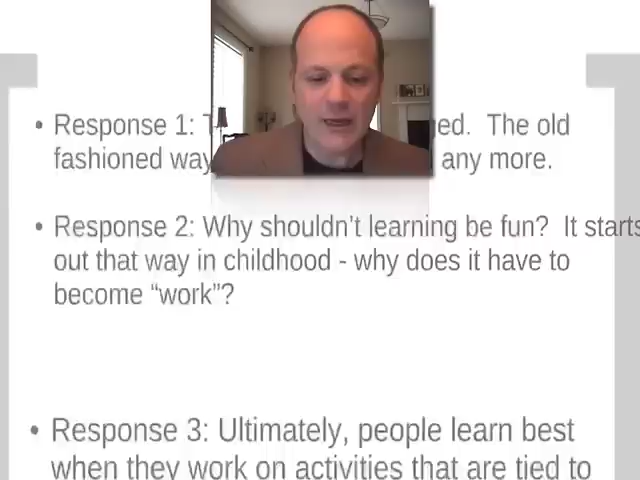 • Response 1: ged. The old
fashioned way any more.
• Response 2: Why shouldn't learning be fun? It starts
out that way in childhood - why does it have to
become “work”?
• Response 3: Ultimately, people learn best
when they work on activities that are tied to